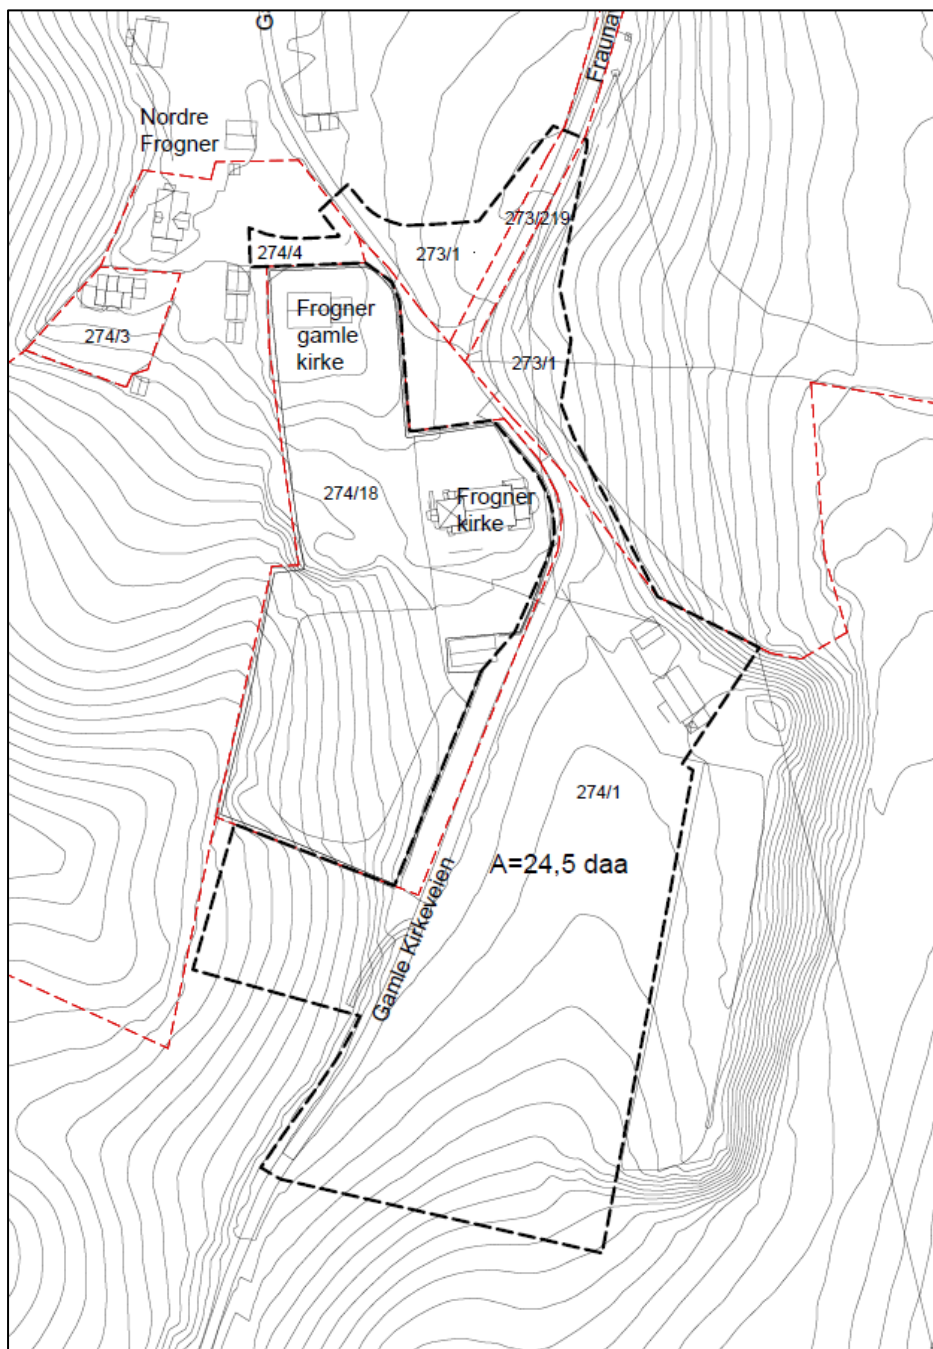 G
Frauna
Nordre
Frogner
273/219
274/4
273/1
Frogner
gamle
kirke
274/3
273/1
274/18
Frogner
kirke
274/1
A=24,5 daa
Gamle Kirkeveien